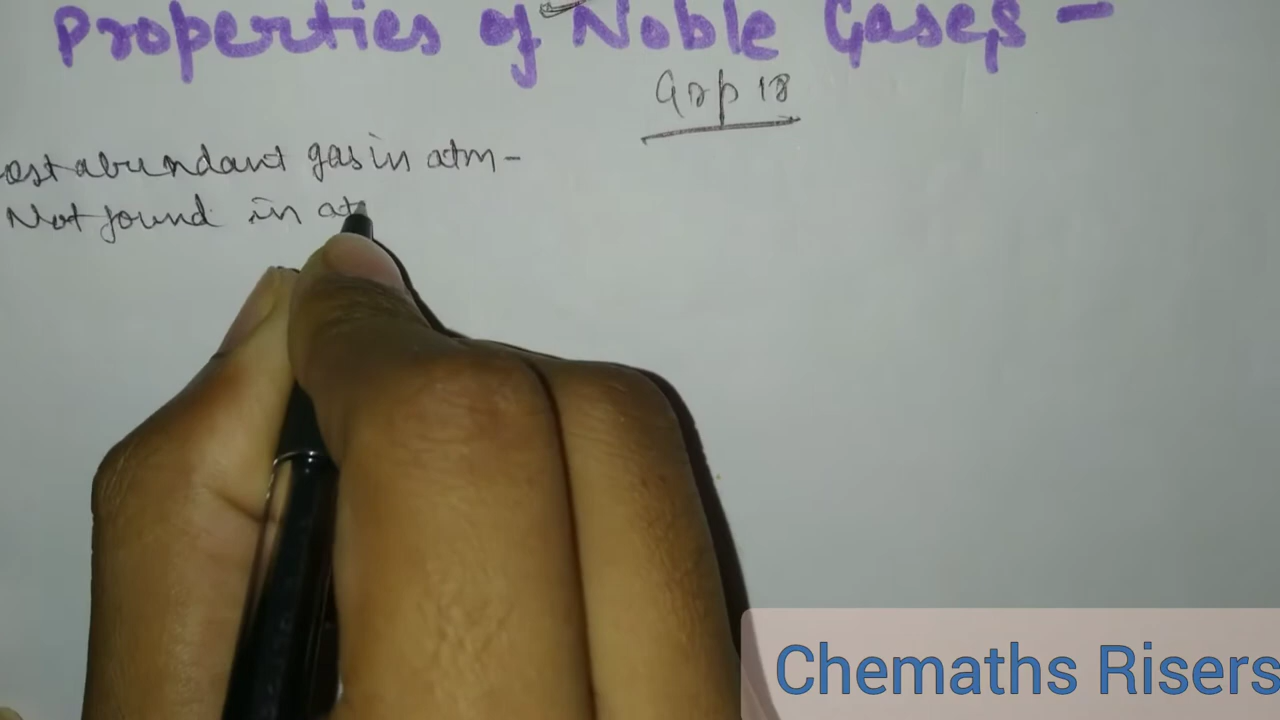 Properties of Noble Gases -
Grp 18
ost abundant gas in atm -
Not found in at
Chemaths Risers